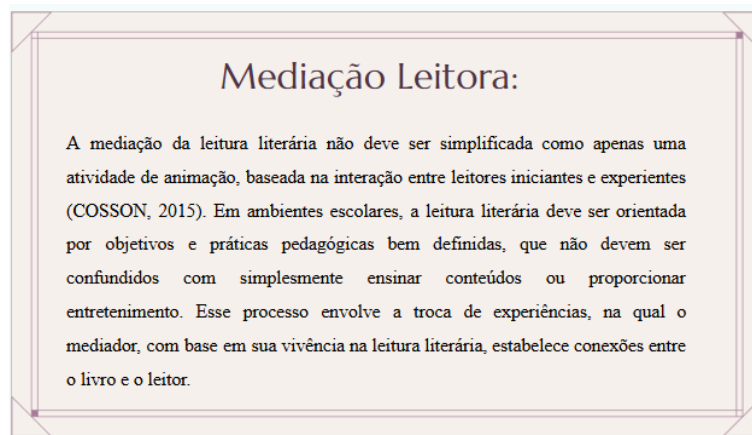 Mediação Leitora:
A mediação da leitura literária não deve ser simplificada como apenas uma
atividade de animação, baseada na interação entre leitores iniciantes e experientes
(COSSON, 2015). Em ambientes escolares, a leitura literária deve ser orientada
por objetivos e práticas pedagógicas bem definidas, que não devem ser
confundidos com simplesmente ensinar conteúdos ou proporcionar
entretenimento. Esse processo envolve a troca de experiências, na qual o
mediador, com base em sua vivência na leitura literária, estabelece conexões entre
o livro e o leitor.